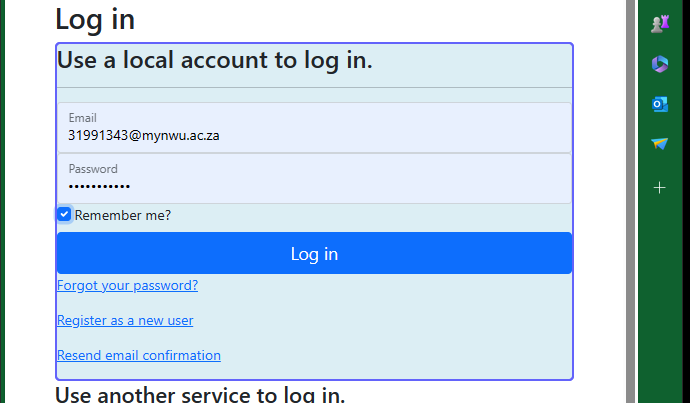 Log in
Use a local account to log in.
Email
31991343@mynwu.ac.za
Password
•••••••••••
Remember me?
Log in
Forgot your password?
Register as a new user
Resend email confirmation
Use another service to log in.